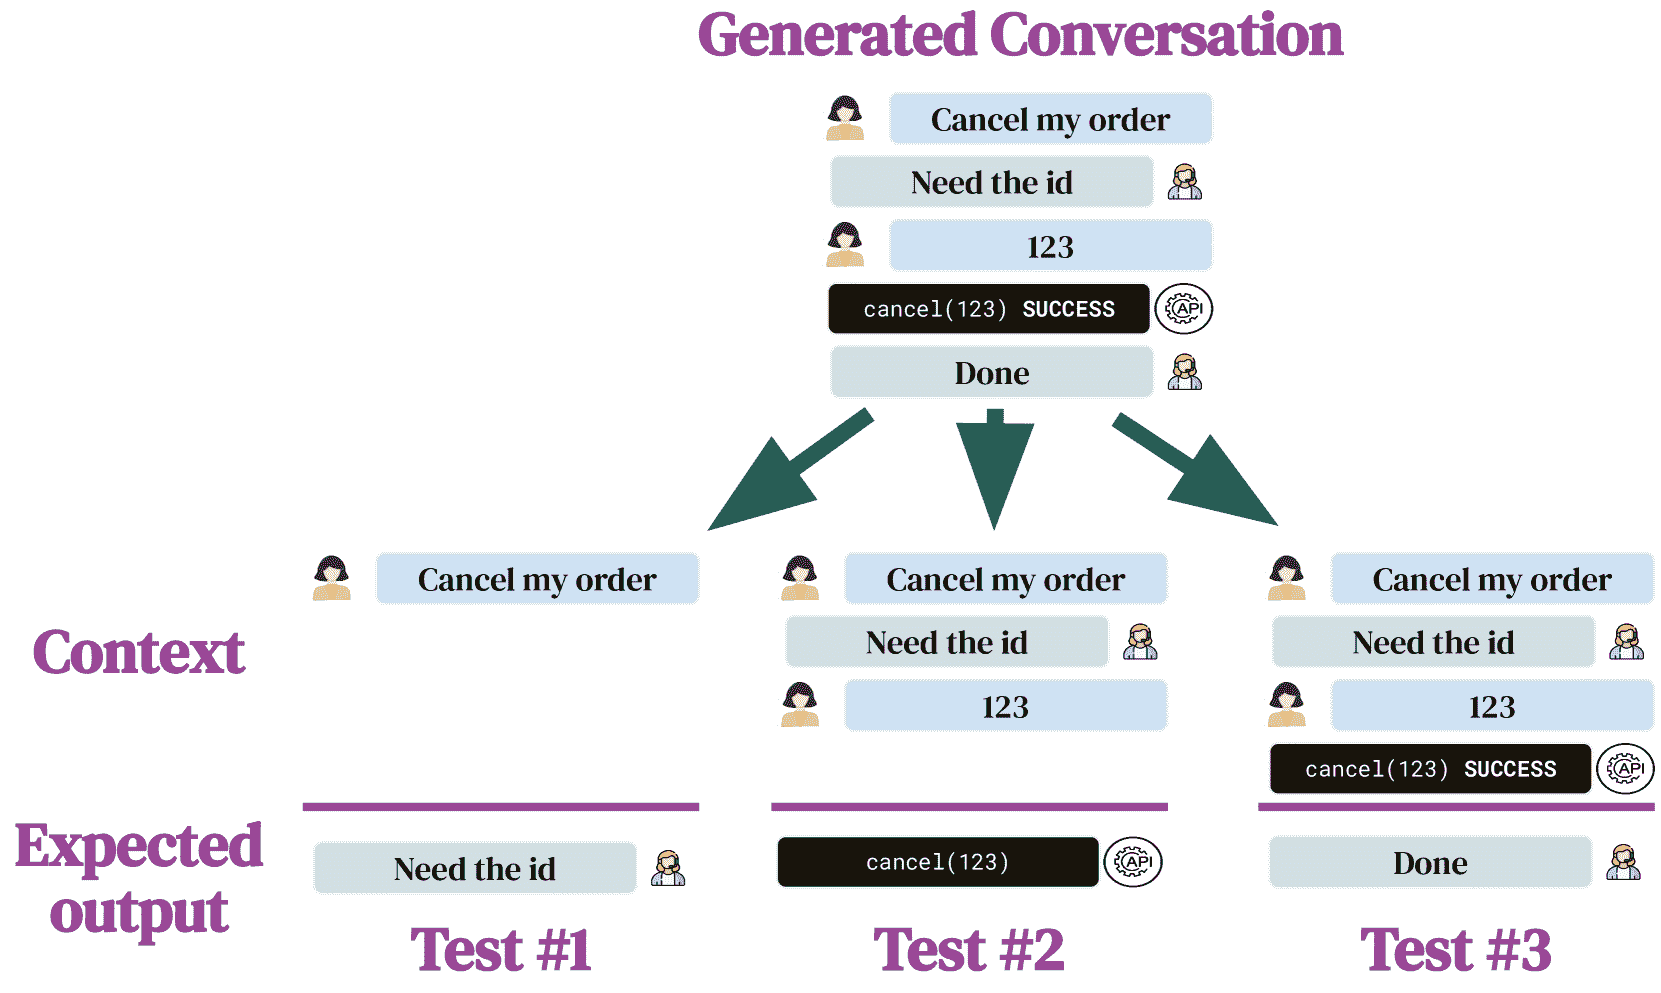 Generated Conversation
Cancel my order
Need the id
123
cancel(123) SUCCESS
API
Done
Context
Cancel my order
Cancel my order
Need the id
123
Cancel my order
Need the id
123
cancel(123) SUCCESS
API
Expected
output
Need the id
cancel(123)
API
Done
Test #1
Test #2
Test #3